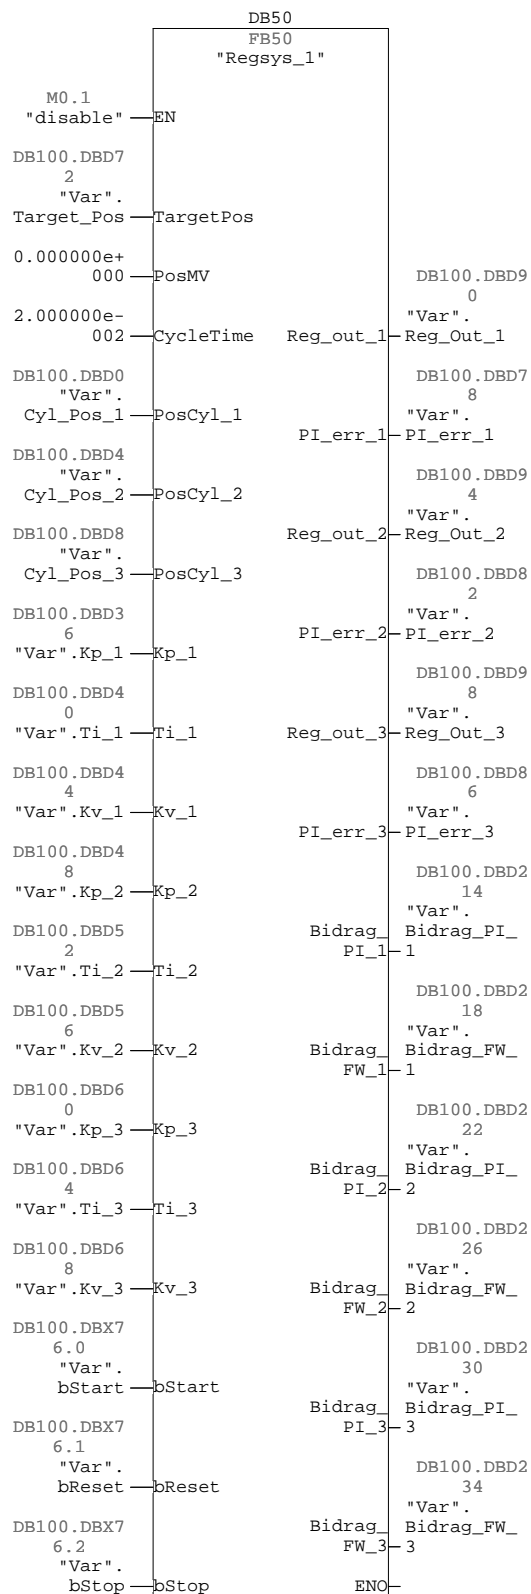 DB50
FB50
"Regsys_1"
M0.1
"disable"
EN
DB100.DBD7
2
"Var".
Target_Pos
TargetPos
0.000000e+
000
PosMV
2.000000e-
002
CycleTime
DB100.DBD0
"Var".
Cyl_Pos_1
PosCyl_1
DB100.DBD4
"Var".
Cyl_Pos_2
PosCyl_2
DB100.DBD8
"Var".
Cyl_Pos_3
PosCyl_3
DB100.DBD3
6
"Var".Kp_1
Kp_1
DB100.DBD4
0
"Var".Ti_1
Ti_1
DB100.DBD4
4
"Var".Kv_1
Kv_1
DB100.DBD4
8
"Var".Kp_2
Kp_2
DB100.DBD5
2
"Var".Ti_2
Ti_2
DB100.DBD5
6
"Var".Kv_2
Kv_2
DB100.DBD6
0
"Var".Kp_3
Kp_3
DB100.DBD6
4
"Var".Ti_3
Ti_3
DB100.DBD6
8
"Var".Kv_3
Kv_3
DB100.DBX7
6.0
"Var".
bStart
bStart
DB100.DBX7
6.1
"Var".
bReset
bReset
DB100.DBX7
6.2
"Var".
bStop
bStop
DB100.DBD9
0
"Var".
Reg_out_1
Reg_Out_1
DB100.DBD7
8
"Var".
PI_err_1
PI_err_1
DB100.DBD9
4
"Var".
Reg_out_2
Reg_Out_2
DB100.DBD8
2
"Var".
PI_err_2
PI_err_2
DB100.DBD9
8
"Var".
Reg_out_3
Reg_Out_3
DB100.DBD8
6
"Var".
PI_err_3
PI_err_3
DB100.DBD2
14
"Var".
Bidrag_
PI_1
Bidrag_PI_
1
DB100.DBD2
18
"Var".
Bidrag_
FW_1
Bidrag_FW_
1
DB100.DBD2
22
"Var".
Bidrag_
PI_2
Bidrag_PI_
2
DB100.DBD2
26
"Var".
Bidrag_
FW_2
Bidrag_FW_
2
DB100.DBD2
30
"Var".
Bidrag_
PI_3
Bidrag_PI_
3
DB100.DBD2
34
"Var".
Bidrag_
FW_3
Bidrag_FW_
3
ENO